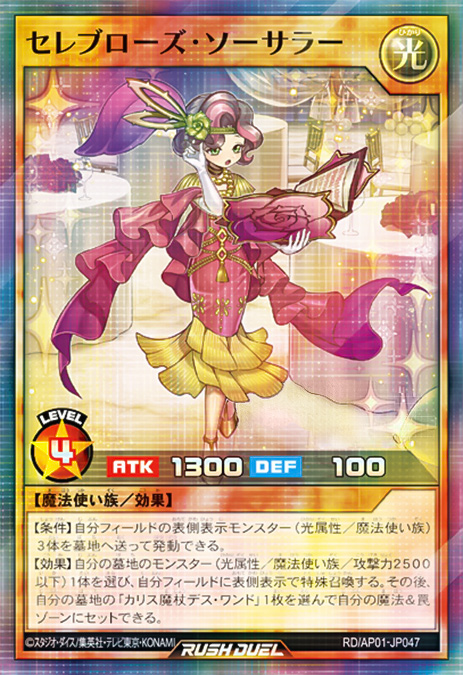 セレブローズ・ソーサラー
ひかり
光
LEVEL
4
ATK 1300 DEF 100
【魔法使い族／効果】
【条件】自分フィールドの表側表示モンスター（光属性／魔法使い族）
3体を墓地へ送って発動できる。
【効果】自分の墓地のモンスター（光属性／魔法使い族／攻撃力2500
以下）1体を選び、自分フィールドに表側表示で特殊召喚する。その後、
自分の墓地の「カリス魔杖デス・ワンド」1枚を選んで自分の魔法&罠
ゾーンにセットできる。
©スタジオ・ダイス/集英社・テレビ東京・KONAMI
RUSH DUEL
RD/AP01-JP047